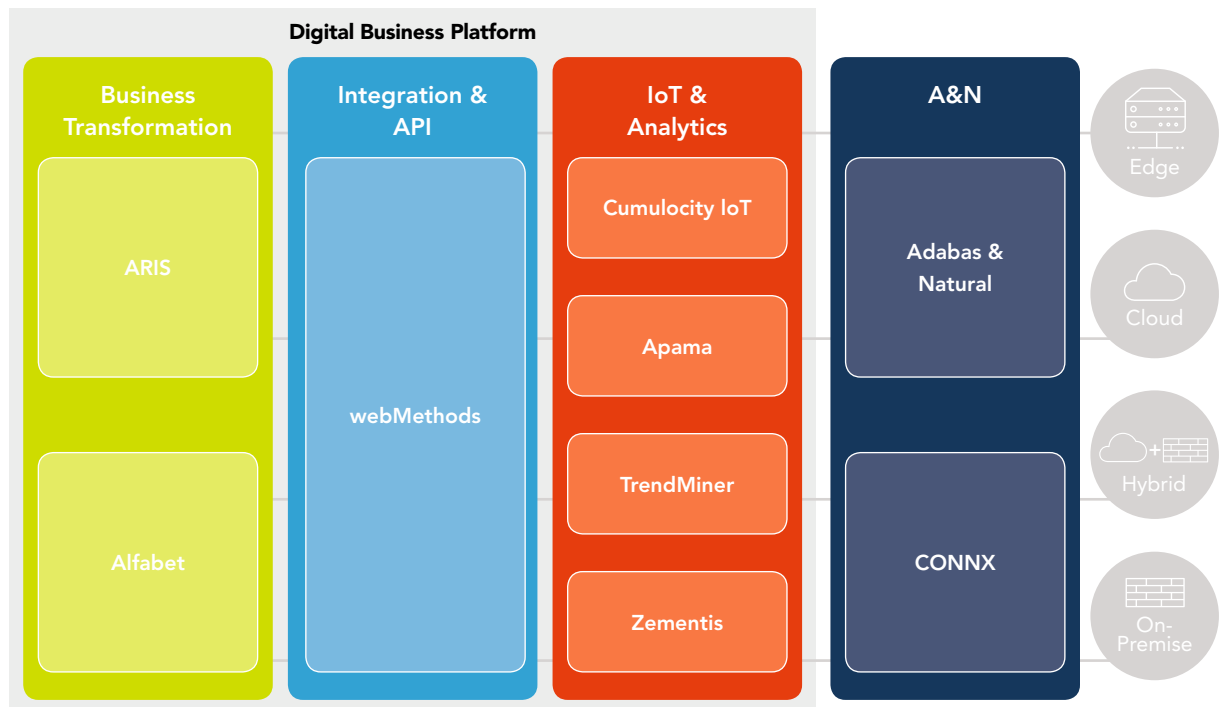 Digital Business Platform
Business
Transformation
ARIS
Alfabet
Integration &
API
webMethods
IoT &
Analytics
Cumulocity IoT
Apama
TrendMiner
Zementis
A&N
Adabas &
Natural
CONNX
Edge
Cloud
+
Hybrid
On-
Premise